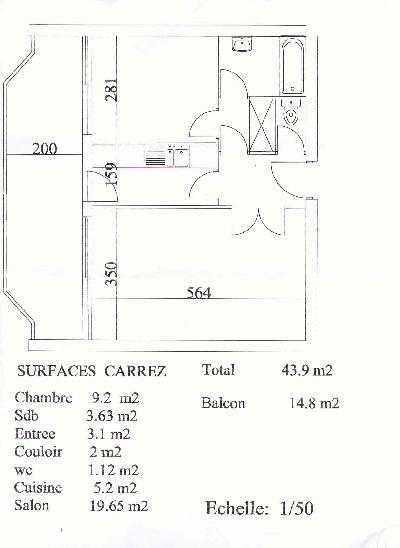 281
200
159
350
564
SURFACES CARREZ
Total 43.9 m2
Chambre 9.2 m2
Balcon 14.8 m2
Sdb 3.63 m2
Entree 3.1 m2
Couloir 2 m2
wc 1.12 m2
Cuisine 5.2 m2
Salon 19.65 m2
Echelle: 1/50